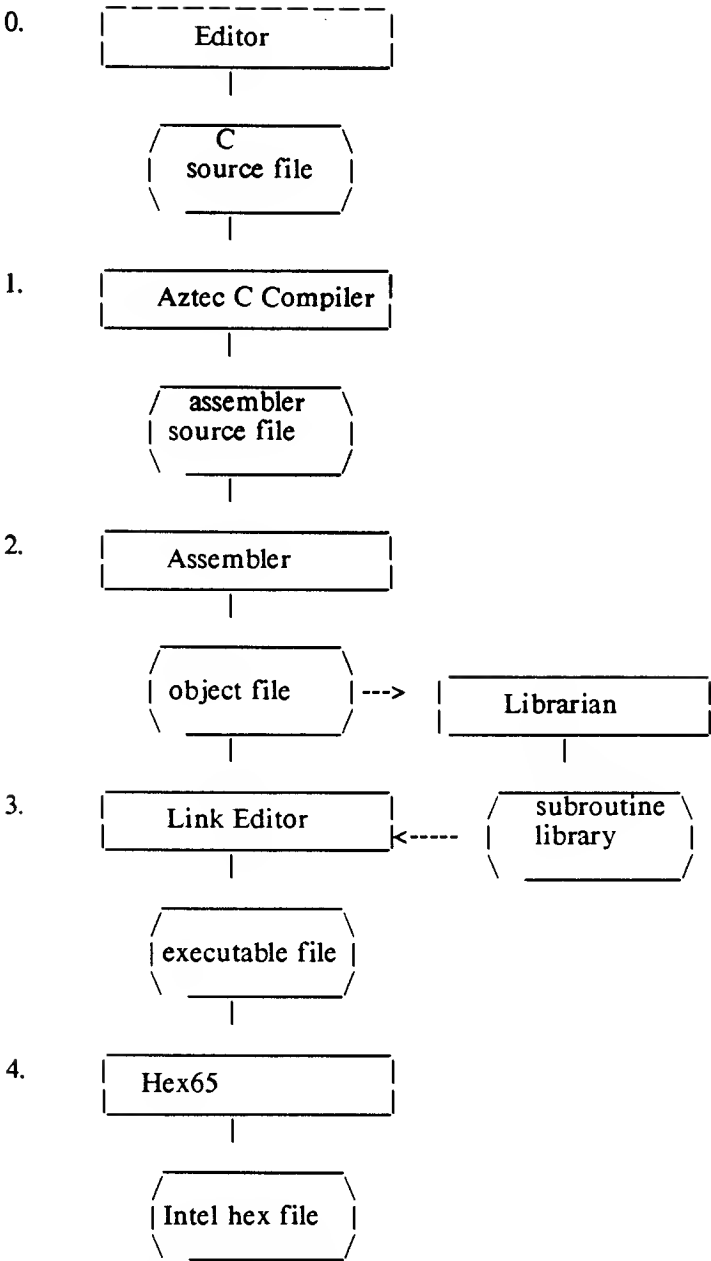 0.
Editor
C
source file
1.
Aztec C Compiler
assembler
source file
2.
Assembler
object file
--->
Librarian
3.
Link Editor
<-----
subroutine
library
executable file
4.
Hex65
Intel hex file